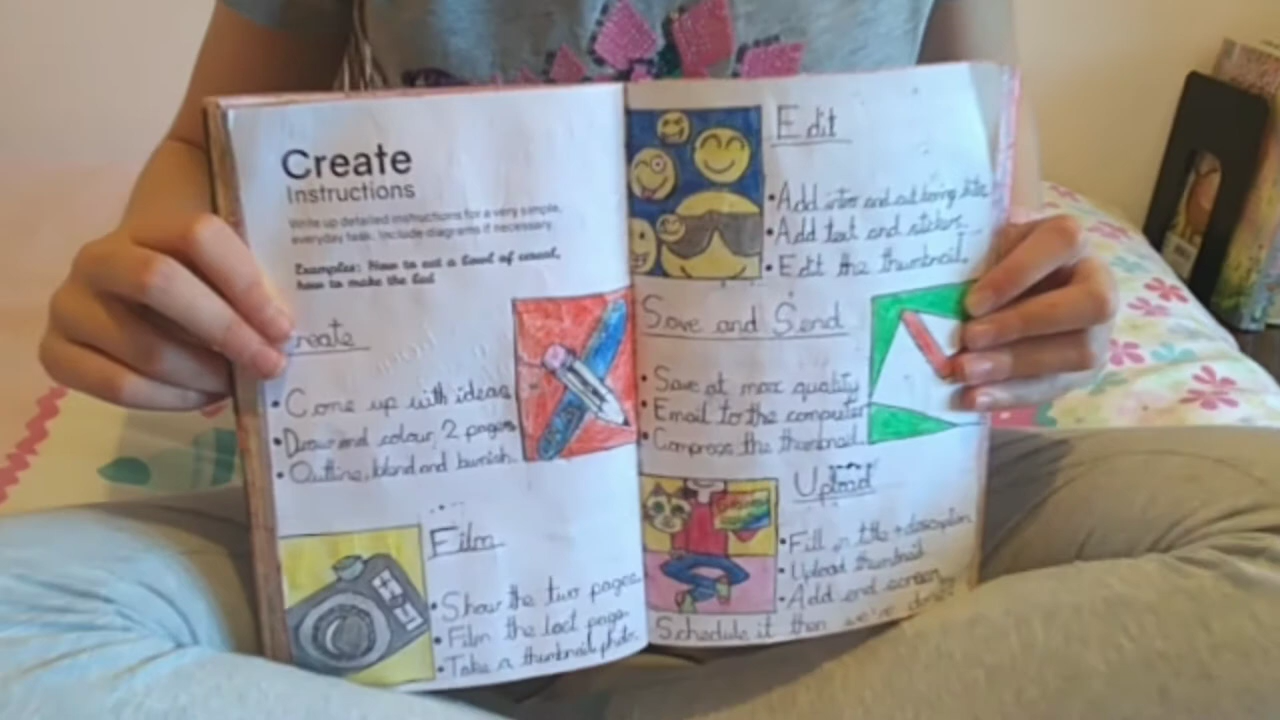 Create
Instructions
Write up detailed instructions for a very simple,
everyday task. Include diagrams if necessary.
Examples: How to eat a bowl of cereal,
how to make the bed
reate
• Come up with ideas
• Draw and colour 2 pages
• Outline, blend and burnish.
Film
• Show the two pages.
• Film the last page.
• Take a thumbnail photo.
Edit
• Add intro and cut boring bits
• Add text and stickers.
• Edit the thumbnail.
Save and Send
• Save at max quality
• Email to the computer
• Compress the thumbnail.
Upload
• Fill in title + description
• Upload thumbnail
• Add end screen
Schedule it then we're done!